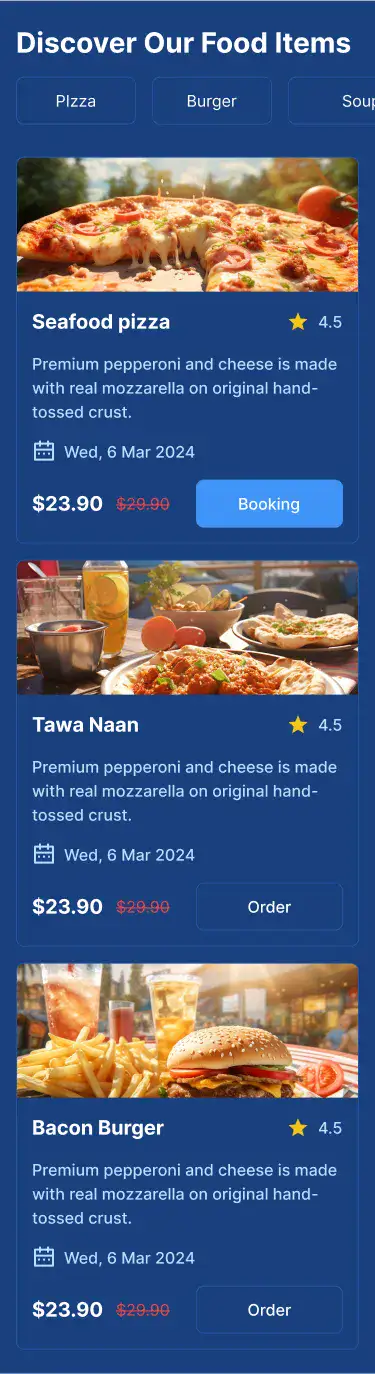 Discover Our Food Items
PIzza
Burger
Soup
Seafood pizza
4.5
Premium pepperoni and cheese is made
with real mozzarella on original hand-
tossed crust.
Wed, 6 Mar 2024
$23.90 $29.90
Booking
Tawa Naan
4.5
Premium pepperoni and cheese is made
with real mozzarella on original hand-
tossed crust.
Wed, 6 Mar 2024
$23.90 $29.90
Order
Bacon Burger
4.5
Premium pepperoni and cheese is made
with real mozzarella on original hand-
tossed crust.
Wed, 6 Mar 2024
$23.90 $29.90
Order